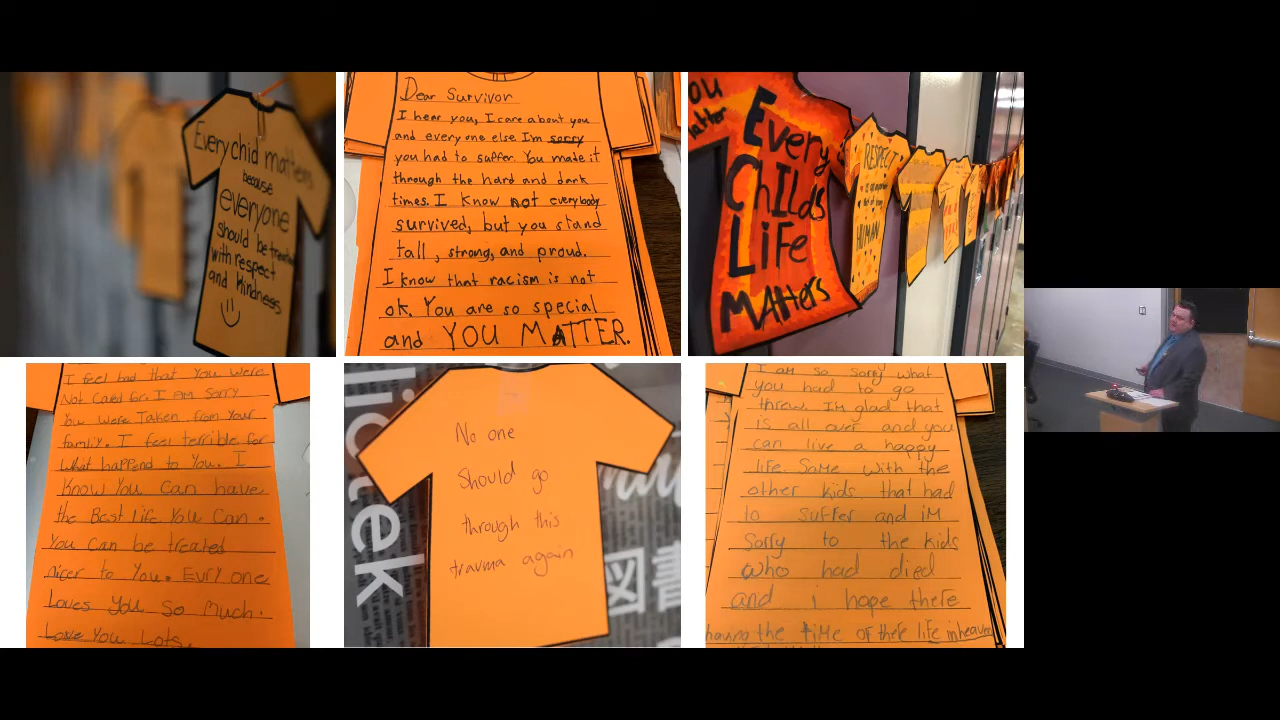 Every chid matters
because
everyone
should be treated
with respect
and kindness
Dear Survivor
I hear you, I care about you
and everyone else I'm sorry
you had to suffer. You made it
through the hard and dark
times. I know not everybody
survived, but you stand
tall, strong, and proud.
I know that racism is not
ok. You are so special
and YOU MATTER.
You
Matter
Every
ChILds
LiFe
MAtters
RESPECT
HUMAN
I feel bad that You were
Not Cared for. I AM Sorry
You were Taken from Your
family. I feel terrible for
what happend to You. I
Know You Can have
the Best life You Can.
You Can be treated
nicer to You. Evry one
Loves You So Much.
Love You Lots.
No one
Should go
through this
trauma again
I am so sorry what
you had to go
threw. I'm glad that
is all over and you
can live a happy
life. Same with the
other kids that had
to suffer and iM
Sorry to the kids
who had died
and i hope there
having the tiMe of there life in heaven
図書